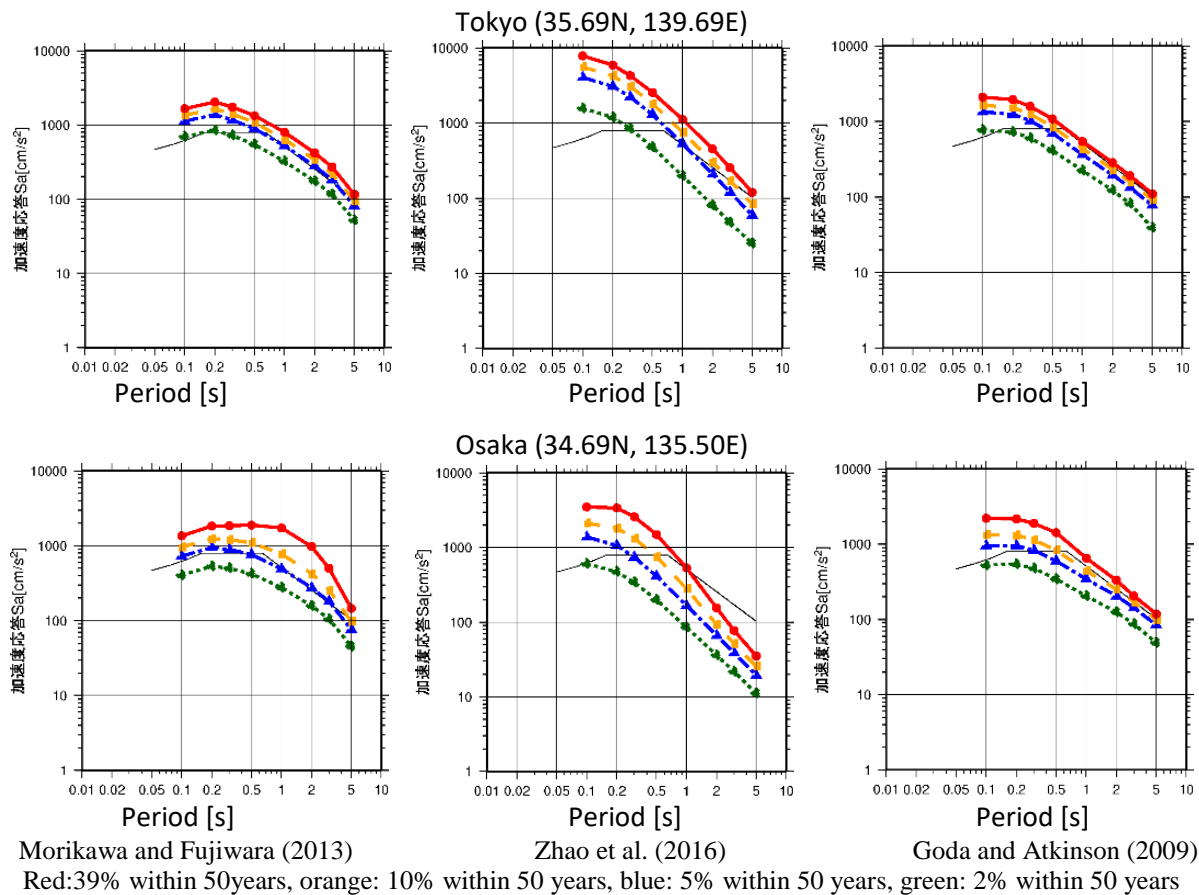 Tokyo (35.69N, 139.69E)
加速度応答Sa[cm/s²]
10000
1000
100
10
1
0.01 0.02 0.05 0.1 0.2 0.5 1 2 5 10
Period [s]
加速度応答Sa[cm/s²]
10000
1000
100
10
1
0.01 0.02 0.05 0.1 0.2 0.5 1 2 5 10
Period [s]
加速度応答Sa[cm/s²]
10000
1000
100
10
1
0.01 0.02 0.05 0.1 0.2 0.5 1 2 5 10
Period [s]
Osaka (34.69N, 135.50E)
加速度応答Sa[cm/s²]
10000
1000
100
10
1
0.01 0.02 0.05 0.1 0.2 0.5 1 2 5 10
Period [s]
加速度応答Sa[cm/s²]
10000
1000
100
10
1
0.01 0.02 0.05 0.1 0.2 0.5 1 2 5 10
Period [s]
加速度応答Sa[cm/s²]
10000
1000
100
10
1
0.01 0.02 0.05 0.1 0.2 0.5 1 2 5 10
Period [s]
Morikawa and Fujiwara (2013) Zhao et al. (2016) Goda and Atkinson (2009)
Red:39% within 50years, orange: 10% within 50 years, blue: 5% within 50 years, green: 2% within 50 years